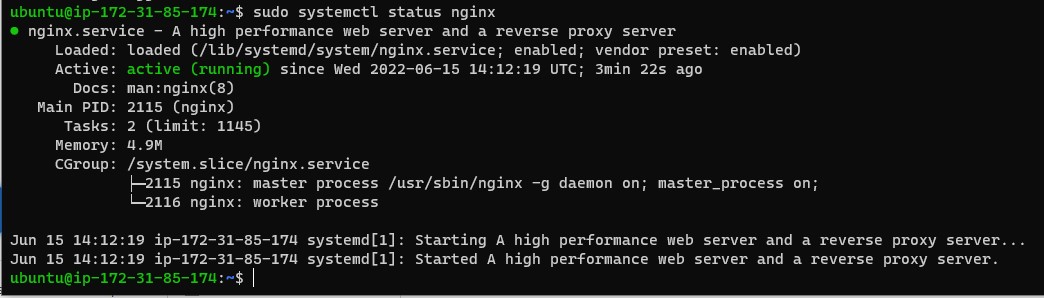 ubuntu@ip-172-31-85-174:~$ sudo systemctl status nginx
● nginx.service - A high performance web server and a reverse proxy server
Loaded: loaded (/lib/systemd/system/nginx.service; enabled; vendor preset: enabled)
Active: active (running) since Wed 2022-06-15 14:12:19 UTC; 3min 22s ago
Docs: man:nginx(8)
Main PID: 2115 (nginx)
Tasks: 2 (limit: 1145)
Memory: 4.9M
CGroup: /system.slice/nginx.service
├─2115 nginx: master process /usr/sbin/nginx -g daemon on; master_process on;
└─2116 nginx: worker process
Jun 15 14:12:19 ip-172-31-85-174 systemd[1]: Starting A high performance web server and a reverse proxy server...
Jun 15 14:12:19 ip-172-31-85-174 systemd[1]: Started A high performance web server and a reverse proxy server.
ubuntu@ip-172-31-85-174:~$